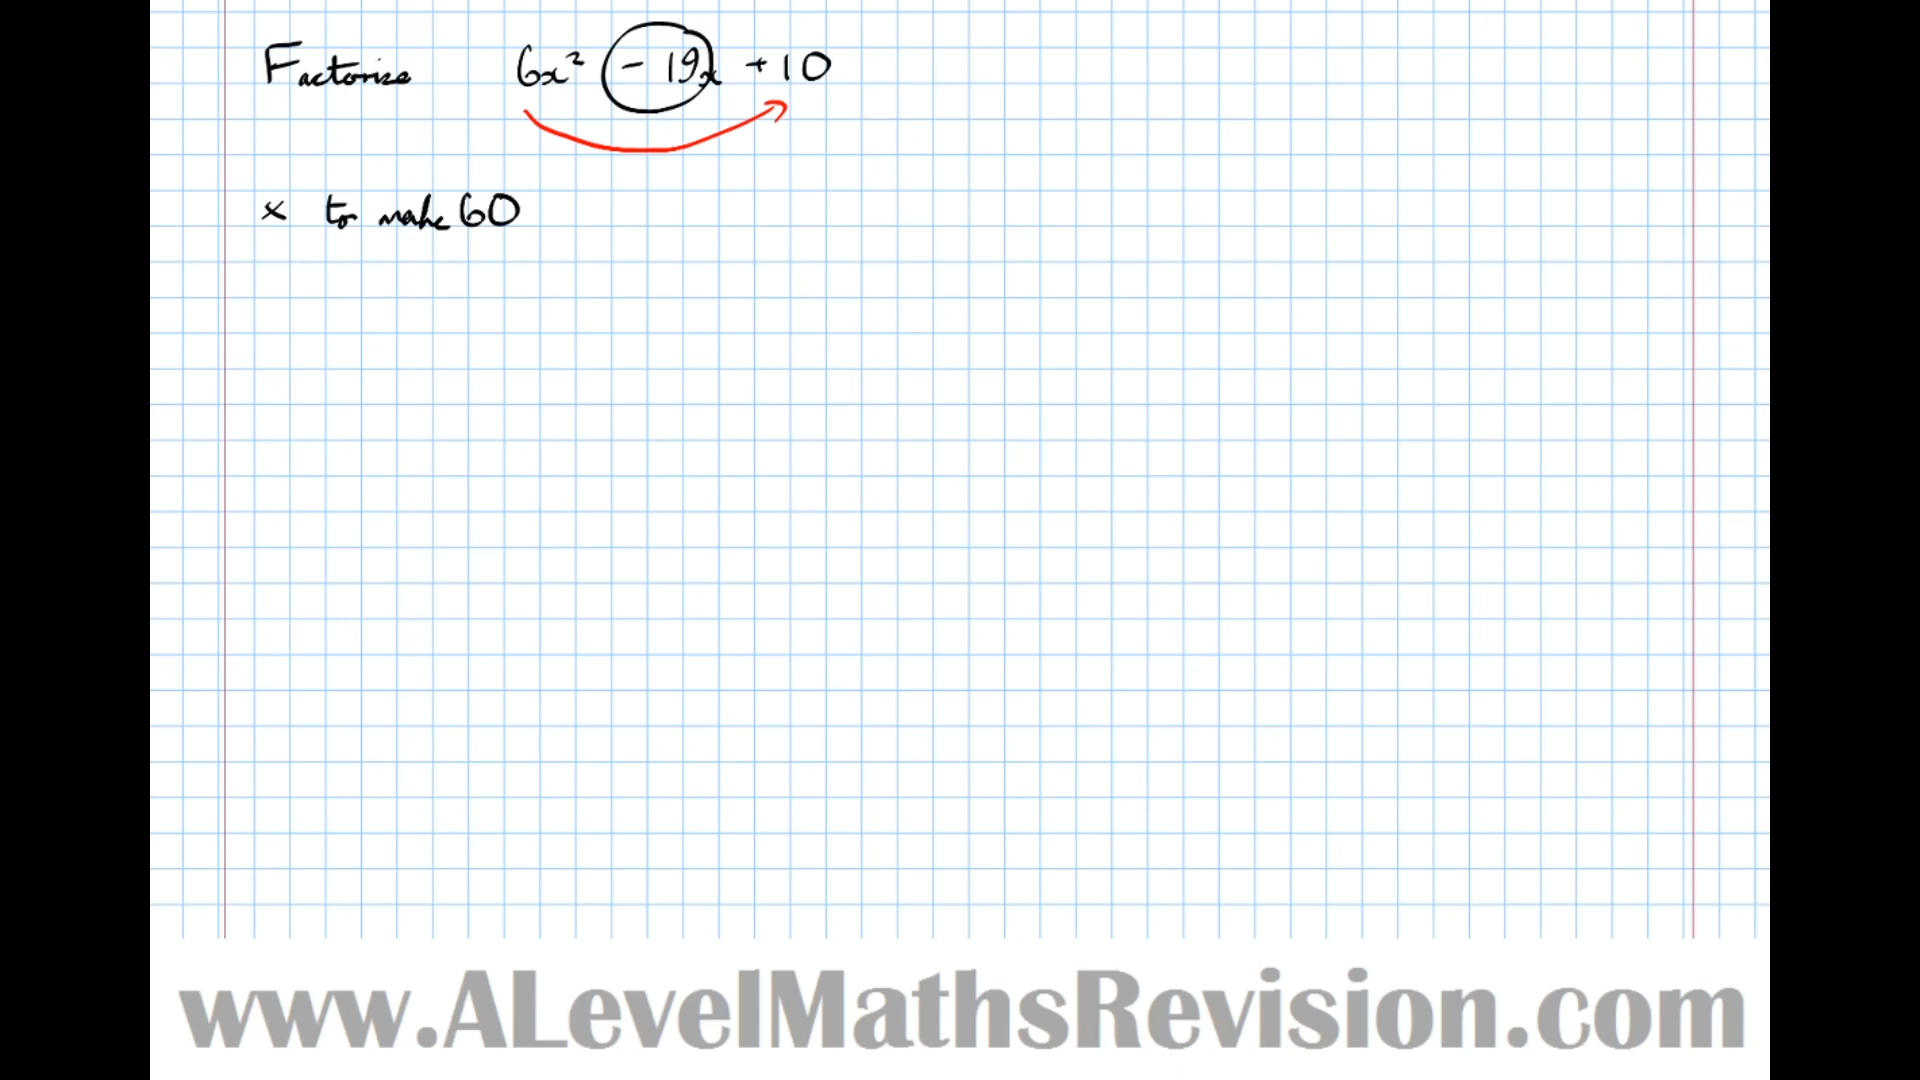 Factorise 6x² - 19x + 10
× to make 60
www.ALevelMathsRevision.com